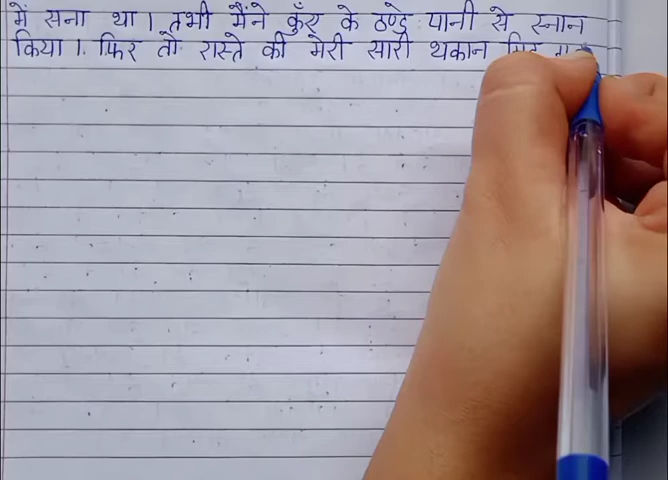 में सना था । तभी मैंने कुँए के ठण्डे पानी से स्नान
किया । फिर तो रास्ते की मेरी सारी थकान